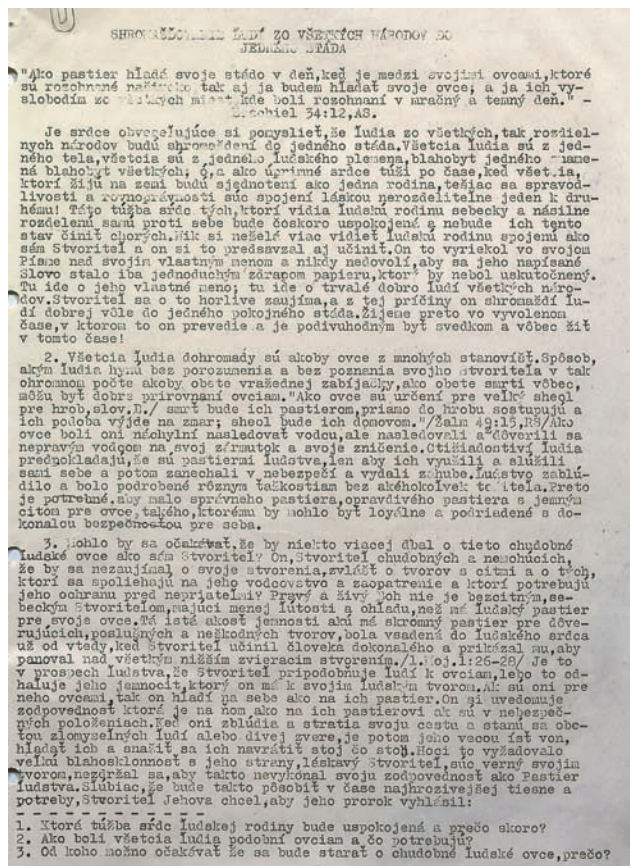 SHROMAŽĎOVANIE ĽUDÍ ZO VŠETKÝCH NÁRODOV DO
JEDNÉHO STÁDA
"Ako pastier hľadá svoje stádo v deň,keď je medzi svojimi ovcami,ktoré
sú rozohnané naširoko tak aj ja budem hľadať svoje ovce; a ja ich vy-
slobodím zo všetkých miest kde boli rozohnaní v mračný a temný deň." -
Ezechiel 34:12,AS.
Je srdce obveseľujúce si pomyslieť,že ľudia zo všetkých,tak rozdiel-
nych národov budú shromaždení do jedného stáda.Všetcia ľudia sú z jed-
ného tela,všetcia sú z jedného ľudského plemena,blahobyt jedného zname-
ná blahobyt všetkých; ó,a ako úprimné srdce túži po čase,keď všetcia,
ktorí žijú na zemi budú sjednotení ako jedna rodina,tešiac sa spravod-
livosti a rovnoprávnosti súc spojení láskou nerozdeliteľne jeden k dru-
hému! Táto túžba sŕdc tých,ktorí vidia ľudskú rodinu sebecky a násilne
rozdelenú samú proti sebe bude čoskoro uspokojená a nebude ich tento
stav činiť chorých.Nik si neželá viac vidieť ľudskú rodinu spojenú ako
sám Stvoriteľ a on si to predsavzal aj učiniť.On to vyriekol vo svojom
Písme nad svojím vlastným menom a nikdy nedovolí,aby sa jeho napísané
Slovo stalo iba jednoduchým zdrapom papieru,ktorý by nebol uskutočnený.
Tu ide o jeho vlastné meno; tu ide o trvalé dobro ľudí všetkých náro-
dov.Stvoriteľ sa o to horlive zaujíma,a z tej príčiny on shromaždí ľu-
dí dobrej vôle do jedného pokojného stáda.Žijeme preto vo vyvolenom
čase,v ktorom to on prevedie a je podivuhodným byť svedkom a vôbec žiť
v tomto čase!
2. Všetcia ľudia dohromady sú akoby ovce z mnohých stanovíšť.Spôsob,
akým ľudia hynú bez porozumenia a bez poznania svojho Stvoriteľa v tak
ohromnom počte akoby obete vražednej zabíjačky,ako obete smrti vôbec,
môžu byť dobre prirovnaní ovciam."Ako ovce sú určení pre veľký sheol
pre hrob,slov.D./ smrť bude ich pastierom,priamo do hrobu sostupujú a
ich podoba výjde na zmar; sheol bude ich domovom."/Žalm 49:15,RS/Ako
ovce boli oni náchylní nasledovať vodcu,ale nasledovali a dôverili sa
nepravým vodcom na svoj zármutok a svoje zničenie.Ctižiadostiví ľudia
predpokladajú,že sú pastiermi ľudstva,len aby ich využili a slúžili
sami sebe a potom zanechali v nebezpečí a vydali záhube.Ľudstvo zablú-
dilo a bolo podrobené rôznym ťažkostiam bez akéhokoľvek tešiteľa.Preto
je potrebné,aby malo správneho pastiera,opravdivého pastiera s jemným
citom pre ovce,takého,ktorému by mohlo byť loyálne a podriadené s do-
konalou bezpečnosťou pre seba.
3. Mohlo by sa očakávať,že by niekto viacej dbal o tieto chudobné
ľudské ovce ako sám Stvoriteľ? On,Stvoriteľ chudobných a nemohúcich,
že by sa nezaujímal o svoje stvorenia,zvlášť o tvorov s citmi a o tých,
ktorí sa spoliehajú na jeho vodcovstvo a zaopatrenie a ktorí potrebujú
jeho ochranu pred nepriateľmi? Pravý a živý Boh nie je bezcitným,se-
beckým Stvoriteľom,majúci menej ľútosti a ohľadu,než má ľudský pastier
pre svoje ovce.Tá istá akosť jemnosti akú má skromný pastier pre dôve-
rujúcich,poslušných a neškodných tvorov,bola vsadená do ľudského srdca
už od vtedy,keď Stvoriteľ učinil človeka dokonalého a prikázal mu,aby
panoval nad všetkým nižším zvieracím stvorením./1.Moj.1:26-28/ Je to
v prospech ľudstva,že Stvoriteľ pripodobňuje ľudí k ovciam,lebo to od-
haľuje jeho jemnocit,ktorý on má k svojim ľudským tvorom.Ak sú oni pre
neho ovcami,tak on hľadí na sebe ako na ich pastier.On si uvedomuje
zodpovednosť ktorá je na ňom ako na ich pastierovi ak sú v nebezpeč-
ných položeniach.Keď oni zblúdia a stratia svoju cestu a stanú sa obe-
ťou zlomyseľných ľudí alebo divej zvere,je potom jeho vecou ísť von,
hľadať ich a snažiť sa ich navrátiť stoj čo stoj.Hoci to vyžadovalo
veľkú blahosklonnosť s jeho strany,láskavý Stvoriteľ,súc verný svojim
tvorom,nezdržal sa,aby takto nevykonal svoju zodpovednosť ako Pastier
ľudstva.Sľúbiac,že bude takto pôsobiť v čase najhrozivejšej tiesne a
potreby,Stvoriteľ Jehova chcel,aby jeho prorok vyhlásil:
- - - - - - - - - - - - - -
1. Ktorá túžba sŕdc ľudskej rodiny bude uspokojená a prečo skoro?
2. Ako boli všetcia ľudia podobní ovciam a čo potrebujú?
3. Od koho možno očakávať že sa bude starať o chudobné ľudské ovce,prečo?